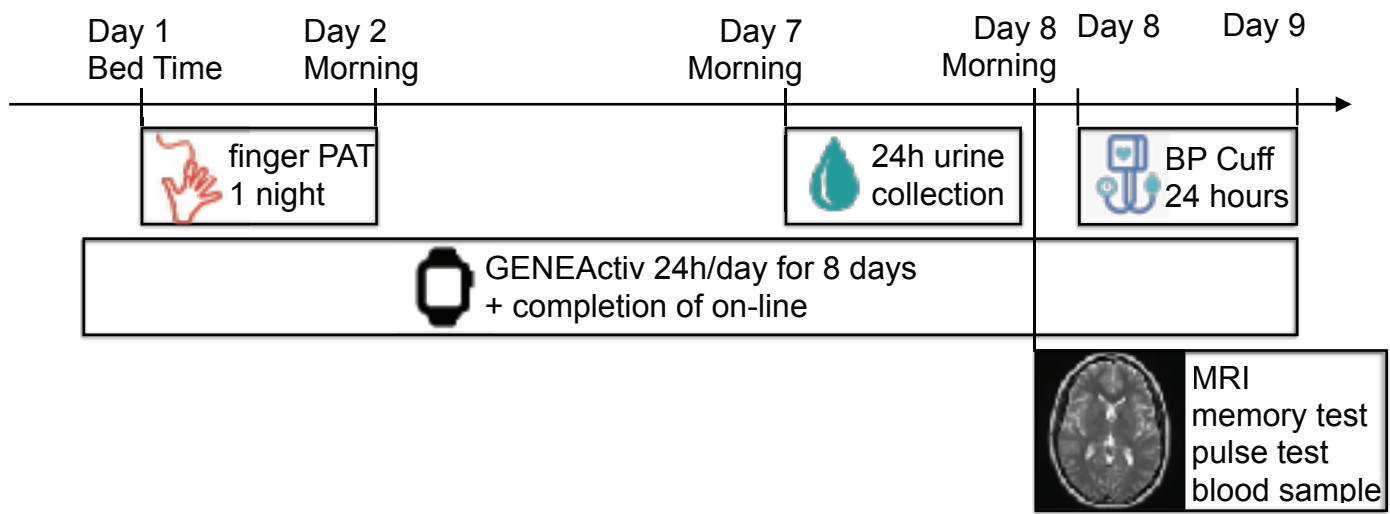 Day 1
Bed Time
Day 2
Morning
Day 7
Morning
Day 8
Morning
Day 8
Day 9
finger PAT
1 night
24h urine
collection
BP Cuff
24 hours
GENEActiv 24h/day for 8 days
+ completion of on-line
MRI
memory test
pulse test
blood sample